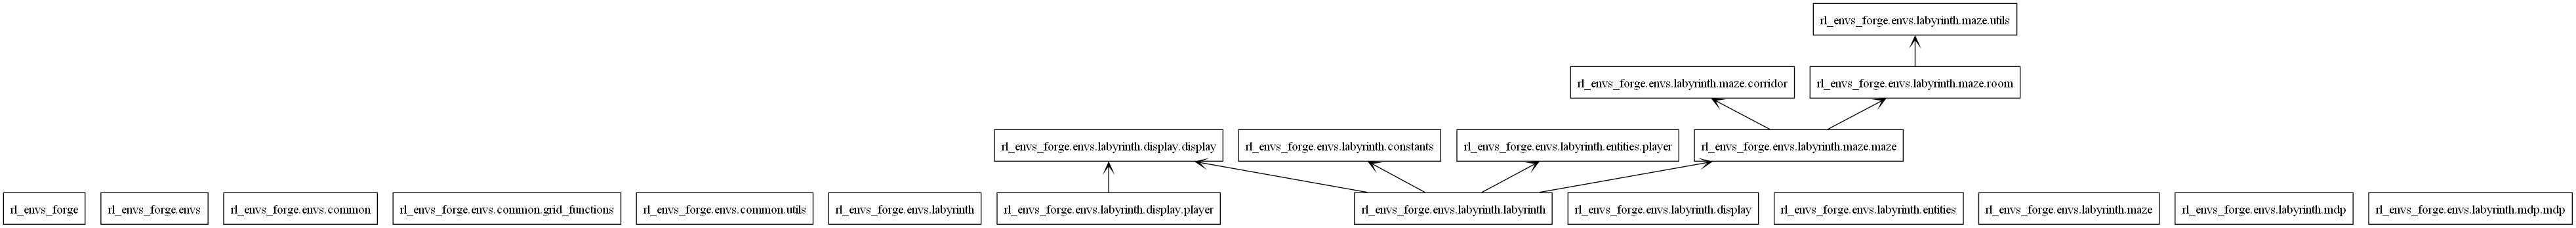 rl_envs_forge.envs.labyrinth.maze.utils
rl_envs_forge.envs.labyrinth.maze.corridor
rl_envs_forge.envs.labyrinth.maze.room
rl_envs_forge.envs.labyrinth.display.display
rl_envs_forge.envs.labyrinth.constants
rl_envs_forge.envs.labyrinth.entities.player
rl_envs_forge.envs.labyrinth.maze.maze
rl_envs_forge
rl_envs_forge.envs
rl_envs_forge.envs.common
rl_envs_forge.envs.common.grid_functions
rl_envs_forge.envs.common.utils
rl_envs_forge.envs.labyrinth
rl_envs_forge.envs.labyrinth.display.player
rl_envs_forge.envs.labyrinth.labyrinth
rl_envs_forge.envs.labyrinth.display
rl_envs_forge.envs.labyrinth.entities
rl_envs_forge.envs.labyrinth.maze
rl_envs_forge.envs.labyrinth.mdp
rl_envs_forge.envs.labyrinth.mdp.mdp